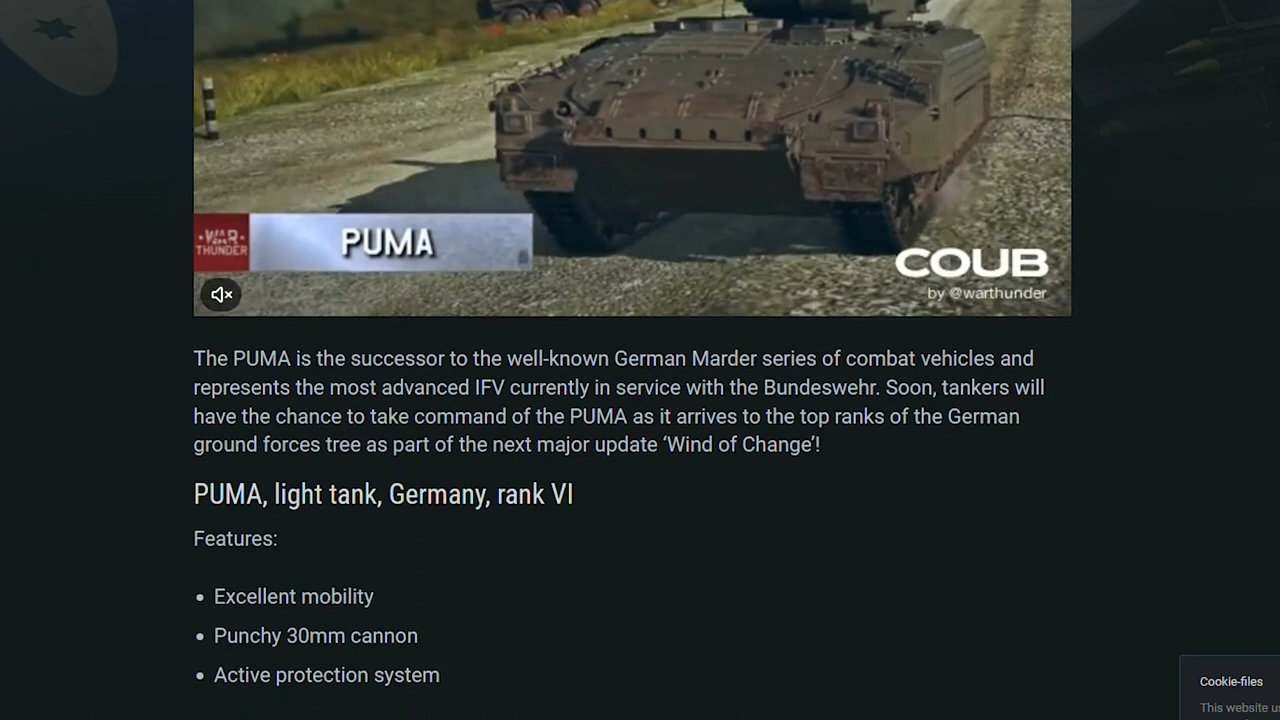 WAR
THUNDER
PUMA
COUB
by @warthunder
The PUMA is the successor to the well-known German Marder series of combat vehicles and
represents the most advanced IFV currently in service with the Bundeswehr. Soon, tankers will
have the chance to take command of the PUMA as it arrives to the top ranks of the German
ground forces tree as part of the next major update ‘Wind of Change’!
PUMA, light tank, Germany, rank VI
Features:
• Excellent mobility
• Punchy 30mm cannon
• Active protection system
Cookie-files
This website u